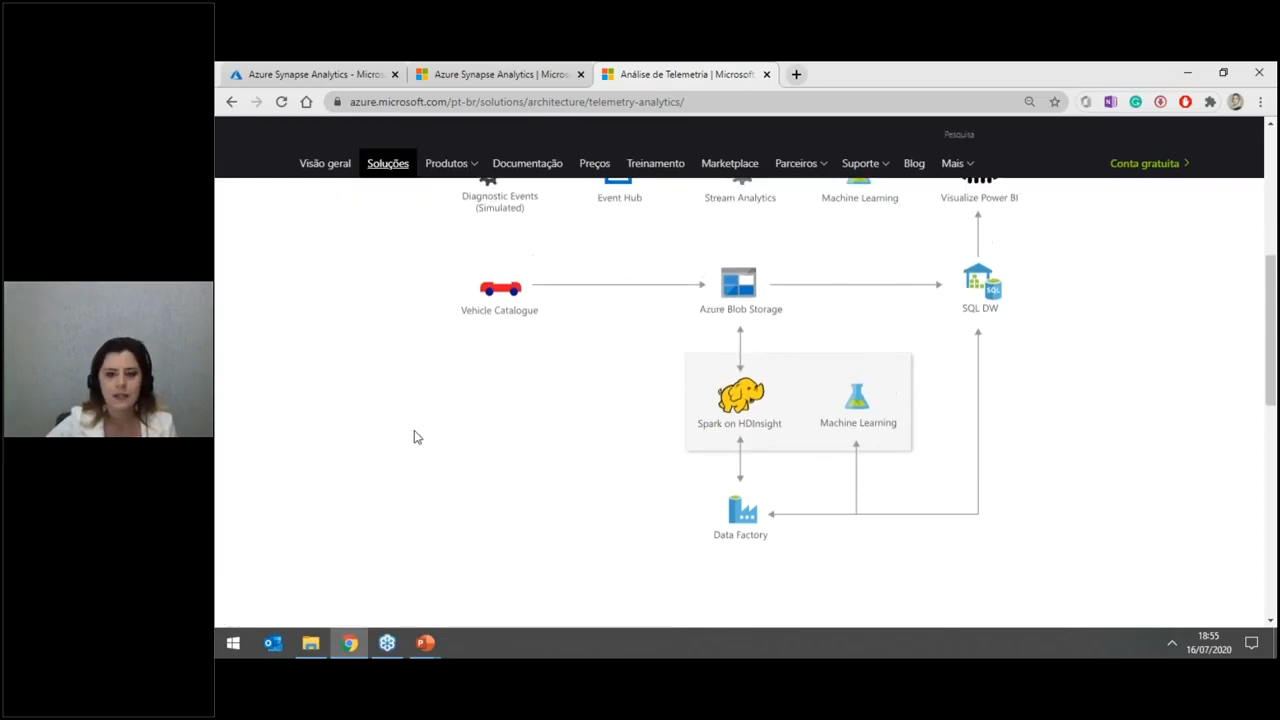 Azure Synapse Analytics - Micros
Azure Synapse Analytics | Micros
Análise de Telemetria | Microsoft
azure.microsoft.com/pt-br/solutions/architecture/telemetry-analytics/
Pesquisa
Visão geral
Soluções
Produtos
Documentação
Preços
Treinamento
Marketplace
Parceiros
Suporte
Blog
Mais
Conta gratuita
Diagnostic Events
(Simulated)
Event Hub
Stream Analytics
Machine Learning
Visualize Power BI
Vehicle Catalogue
Azure Blob Storage
SQL
SQL DW
Spark on HDInsight
Machine Learning
Data Factory
18:55
16/07/2020